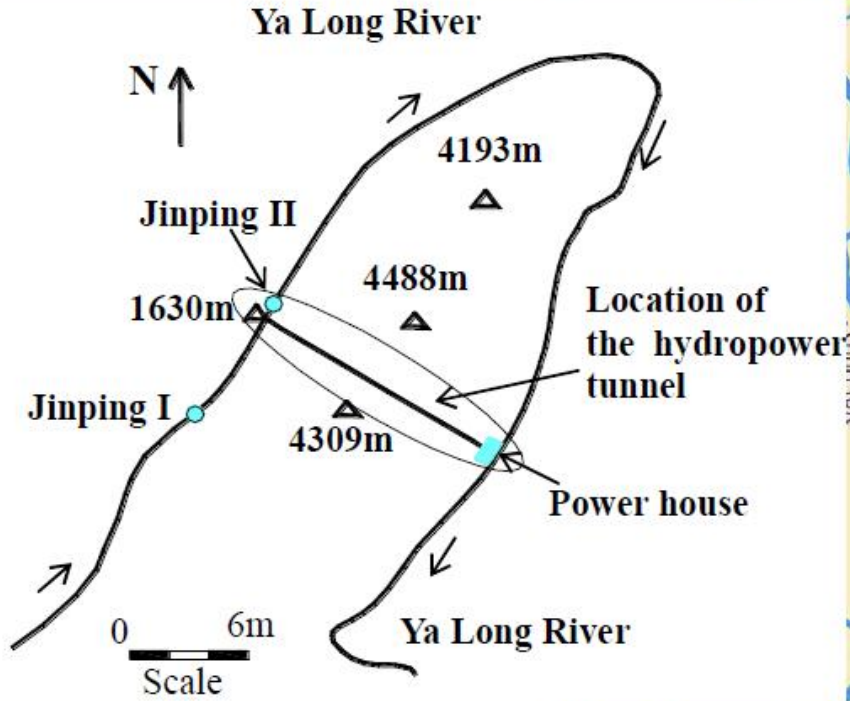 Ya Long River
N
4193m
Jinping II
4488m
1630m
Location of
the hydropower
tunnel
Jinping I
4309m
Power house
0 6m
Ya Long River
Scale